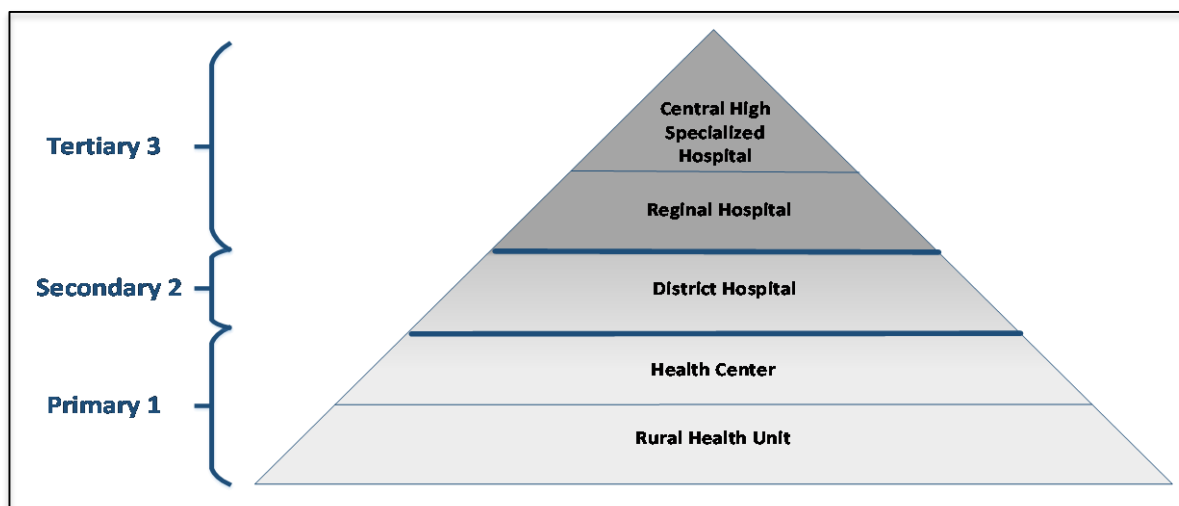 Central High
Specialized
Hospital
Tertiary 3
Reginal Hospital
Secondary 2
District Hospital
Health Center
Primary 1
Rural Health Unit